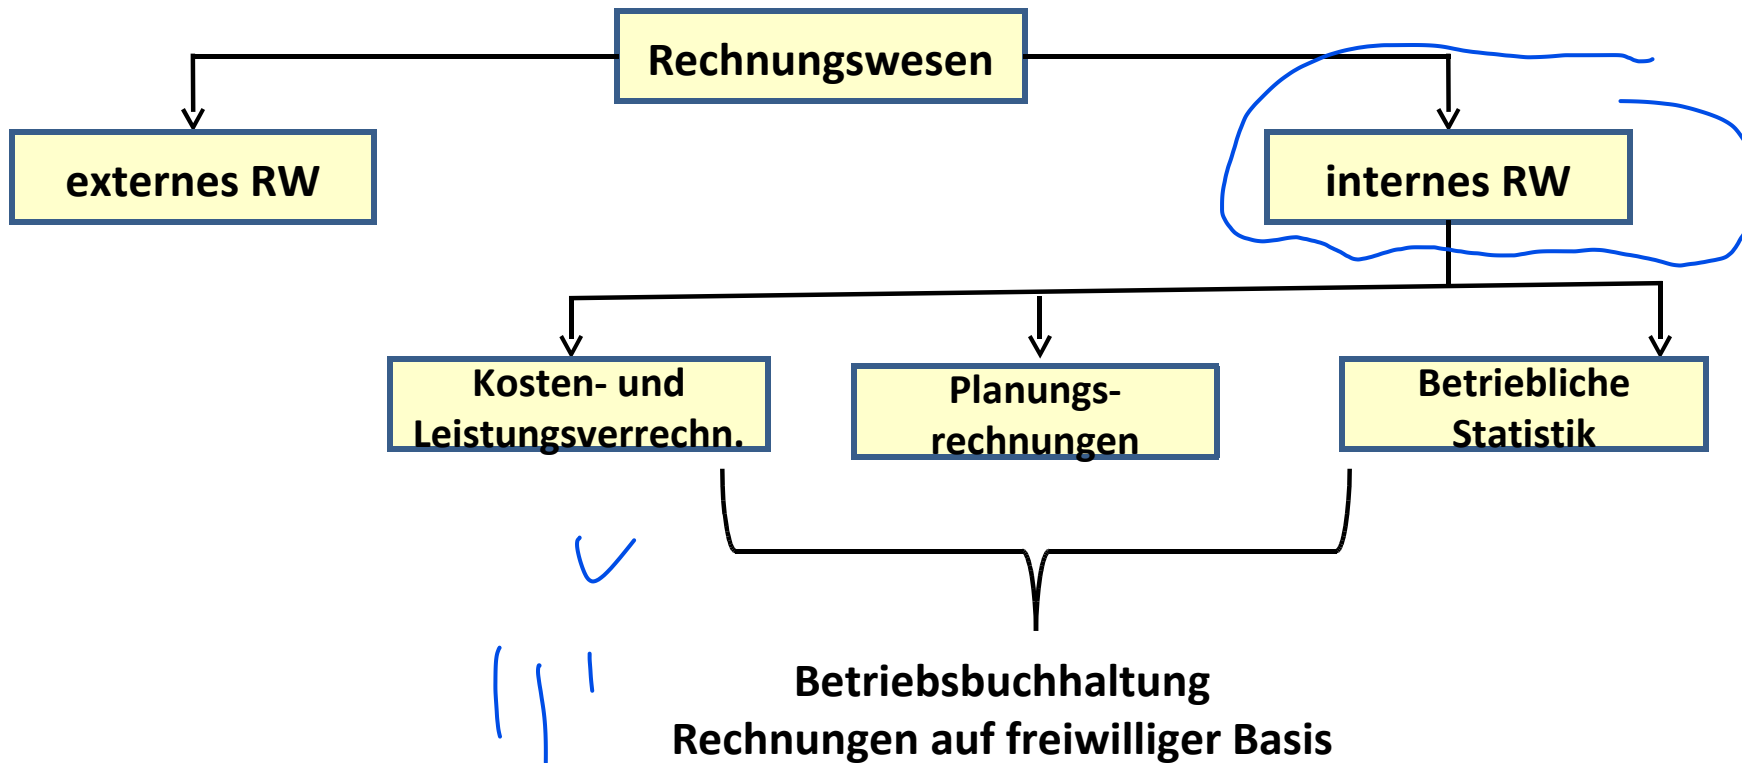 Rechnungswesen
externes RW
internes RW
Kosten- und
Leistungsverrechn.
Planungs-
rechnungen
Betriebliche
Statistik
Betriebsbuchhaltung
Rechnungen auf freiwilliger Basis